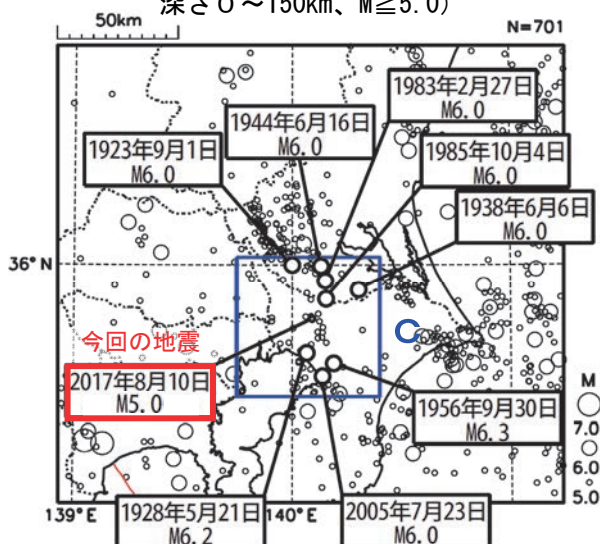 深さ0～150km、M≧5.0)
50km
N=701
1983年2月27日
M6.0
1944年6月16日
M6.0
1923年9月1日
M6.0
1985年10月4日
M6.0
1938年6月6日
M6.0
36°N
C
今回の地震
2017年8月10日
M5.0
1956年9月30日
M6.3
M
7.0
6.0
5.0
139°E
1928年5月21日
M6.2
140°E
2005年7月23日
M6.0